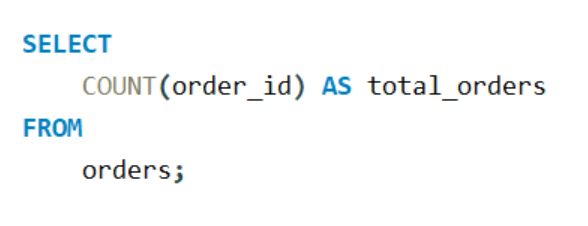 SELECT
COUNT(order_id) AS total_orders
FROM
orders;